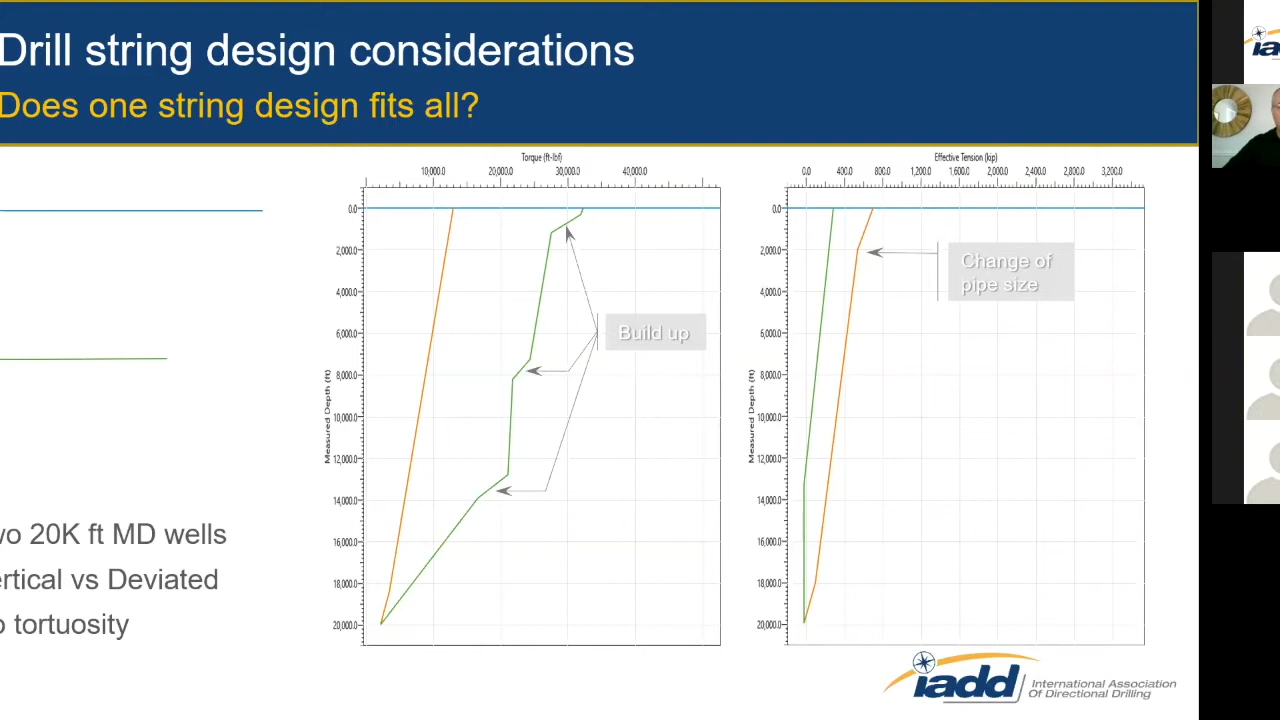 Drill string design considerations
Does one string design fits all?
Torque (ft-lbf)
10,000.0 20,000.0 30,000.0 40,000.0
Measured Depth (ft)
0.0
2,000.0
4,000.0
6,000.0
8,000.0
10,000.0
12,000.0
14,000.0
16,000.0
18,000.0
20,000.0
Build up
Effective Tension (kip)
0.0 400.0 800.0 1,200.0 1,600.0 2,000.0 2,400.0 2,800.0 3,200.0
Measured Depth (ft)
0.0
2,000.0
4,000.0
6,000.0
8,000.0
10,000.0
12,000.0
14,000.0
16,000.0
18,000.0
20,000.0
Change of
pipe size
wo 20K ft MD wells
ertical vs Deviated
o tortuosity
iadd
International Association
Of Directional Drilling
ia